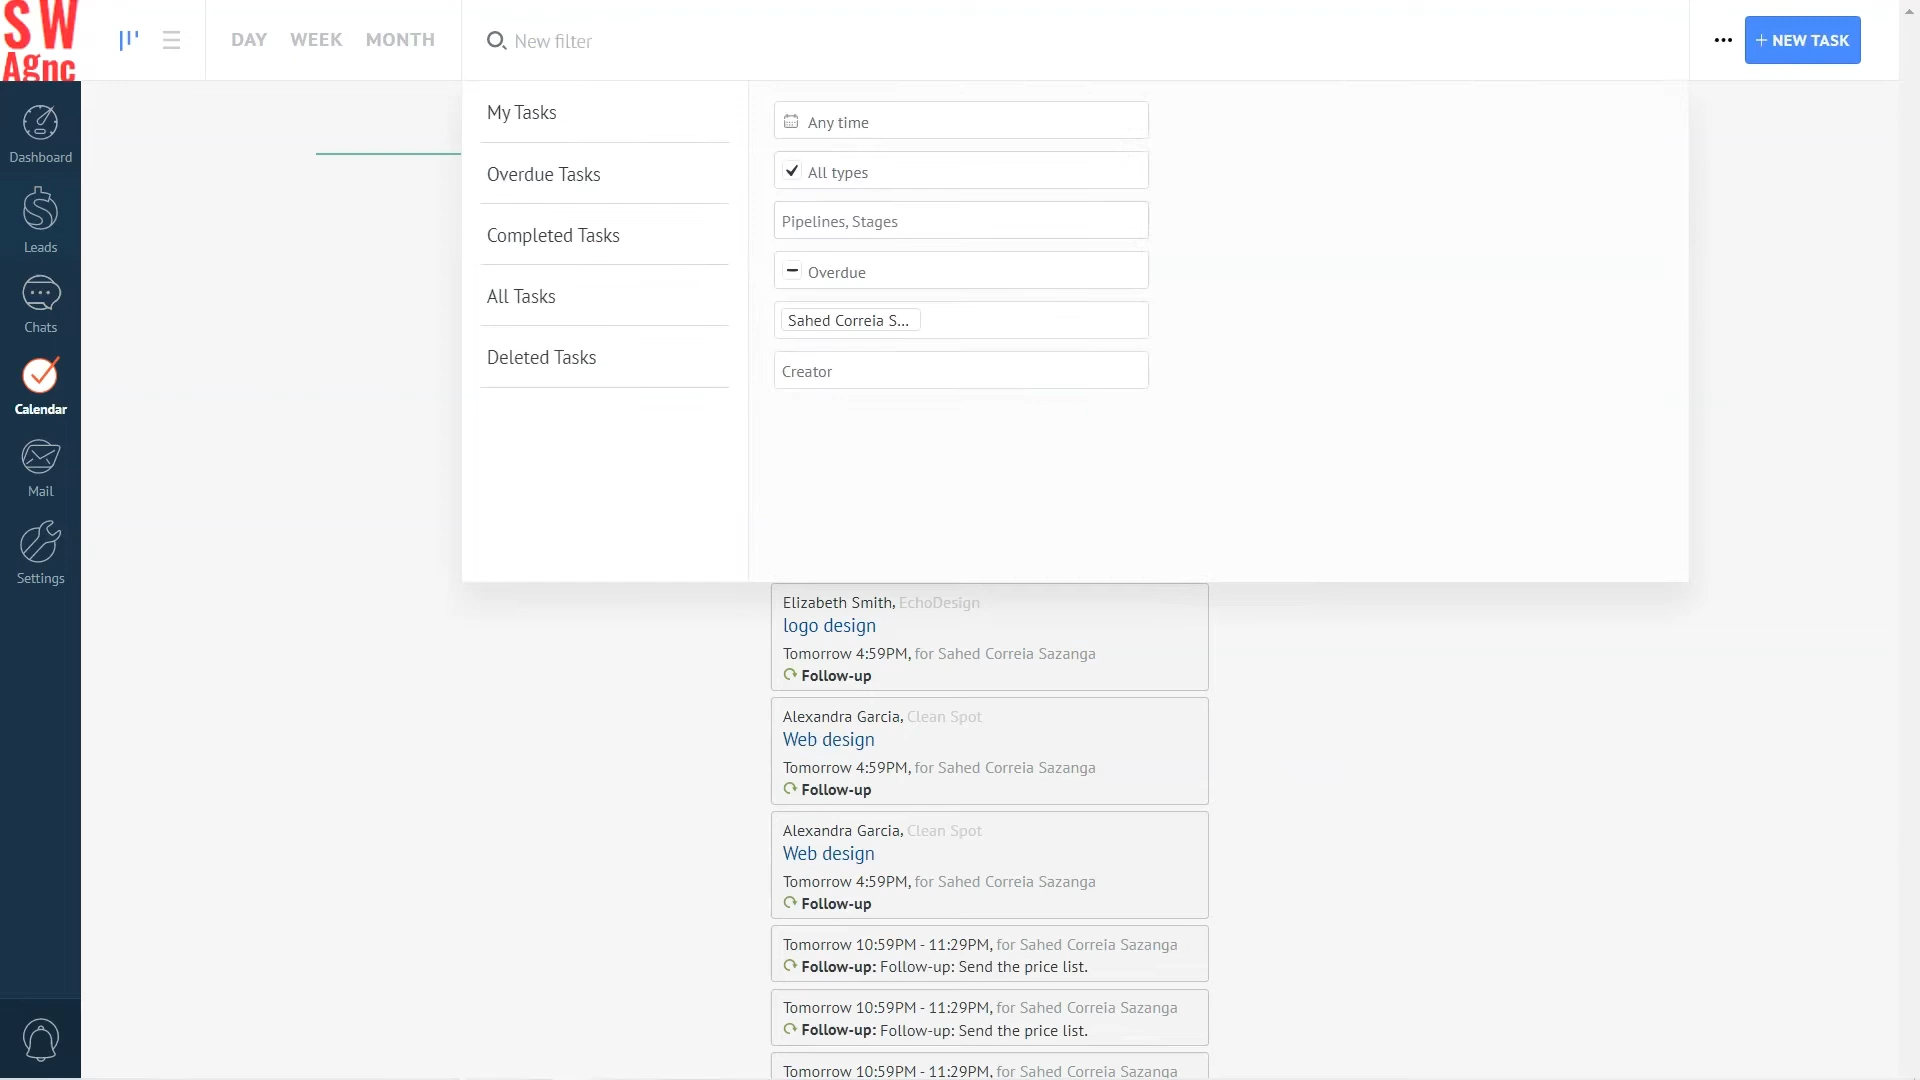 SW
Agnc
DAY WEEK MONTH
New filter
... + NEW TASK
Dashboard
Leads
Chats
Calendar
Mail
Settings
My Tasks
Overdue Tasks
Completed Tasks
All Tasks
Deleted Tasks
Any time
All types
Pipelines, Stages
Overdue
Sahed Correia S...
Creator
Elizabeth Smith, EchoDesign
logo design
Tomorrow 4:59PM, for Sahed Correia Sazanga
Follow-up
Alexandra Garcia, Clean Spot
Web design
Tomorrow 4:59PM, for Sahed Correia Sazanga
Follow-up
Alexandra Garcia, Clean Spot
Web design
Tomorrow 4:59PM, for Sahed Correia Sazanga
Follow-up
Tomorrow 10:59PM - 11:29PM, for Sahed Correia Sazanga
Follow-up: Follow-up: Send the price list.
Tomorrow 10:59PM - 11:29PM, for Sahed Correia Sazanga
Follow-up: Follow-up: Send the price list.
Tomorrow 10:59PM - 11:29PM, for Sahed Correia Sazanga